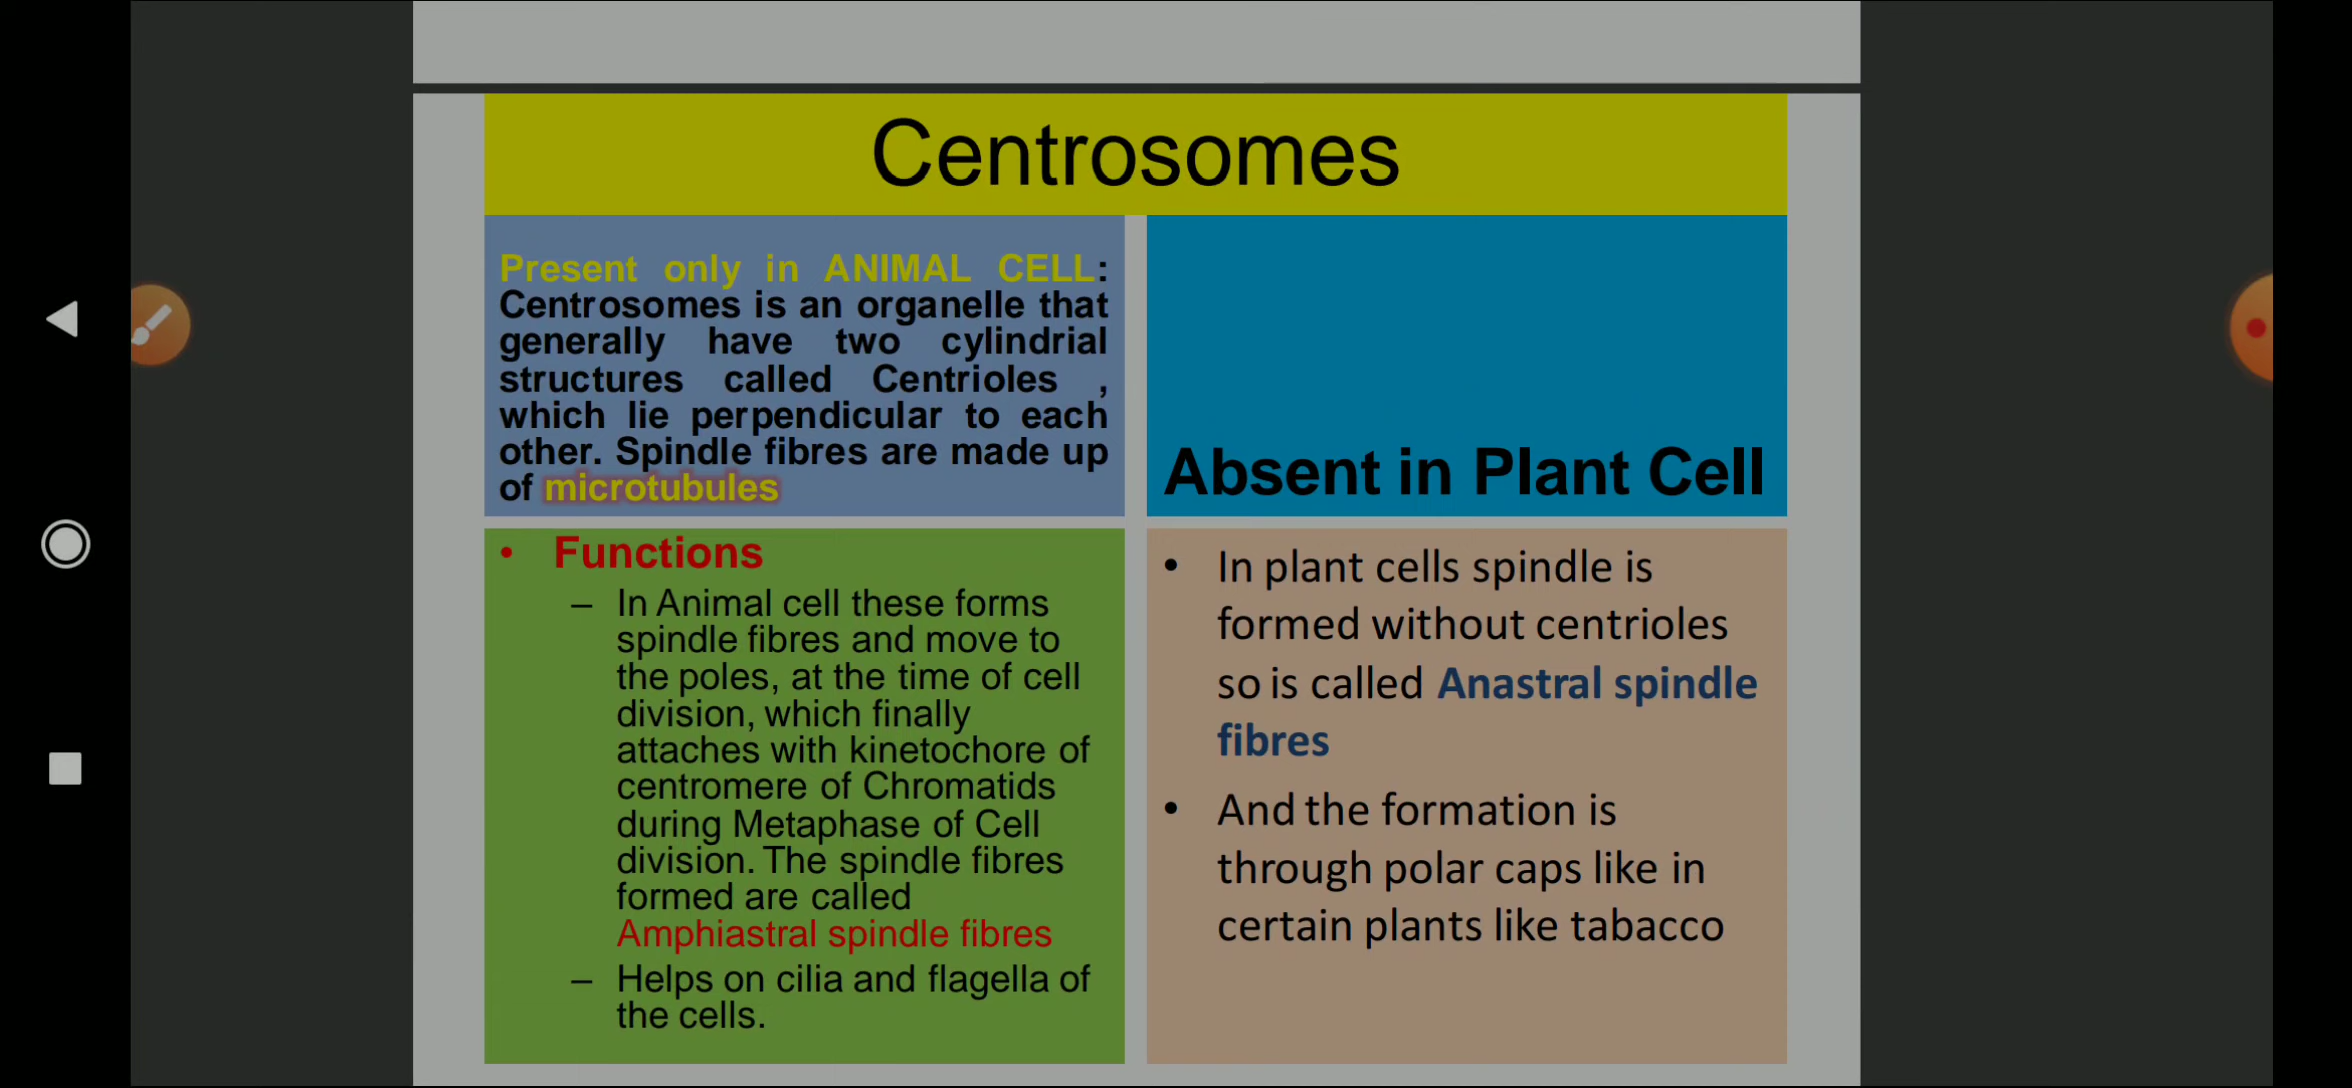 Centrosomes
Present only in ANIMAL CELL:
Centrosomes is an organelle that
generally have two cylindrial
structures called Centrioles ,
which lie perpendicular to each
other. Spindle fibres are made up
of microtubules
Absent in Plant Cell
• Functions
– In Animal cell these forms
spindle fibres and move to
the poles, at the time of cell
division, which finally
attaches with kinetochore of
centromere of Chromatids
during Metaphase of Cell
division. The spindle fibres
formed are called
Amphiastral spindle fibres
– Helps on cilia and flagella of
the cells.
• In plant cells spindle is
formed without centrioles
so is called Anastral spindle
fibres
• And the formation is
through polar caps like in
certain plants like tabacco